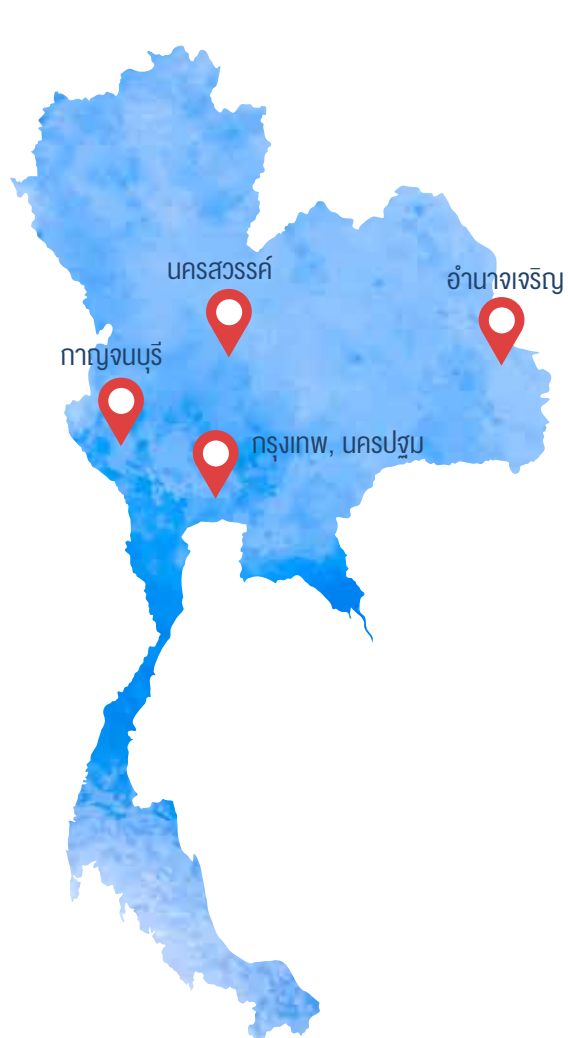 นครสวรรค์
อำนาจเจริญ
กาญจนบุรี
กรุงเทพ, นครปฐม